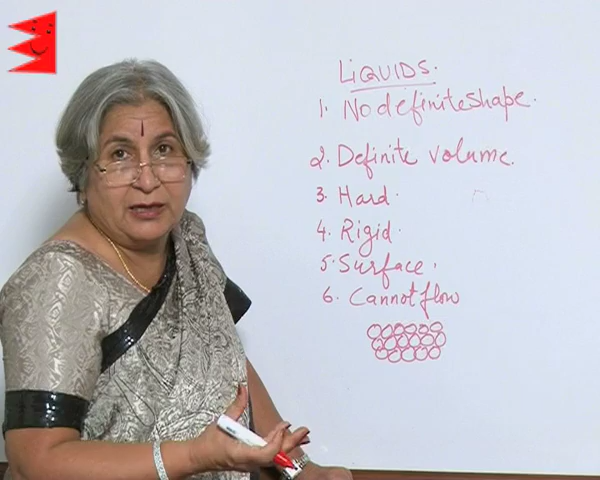 LIQUIDS.
1. No definite shape.
2. Definite volume.
3. Hard.
4. Rigid.
5. Surface.
6. Cannot flow